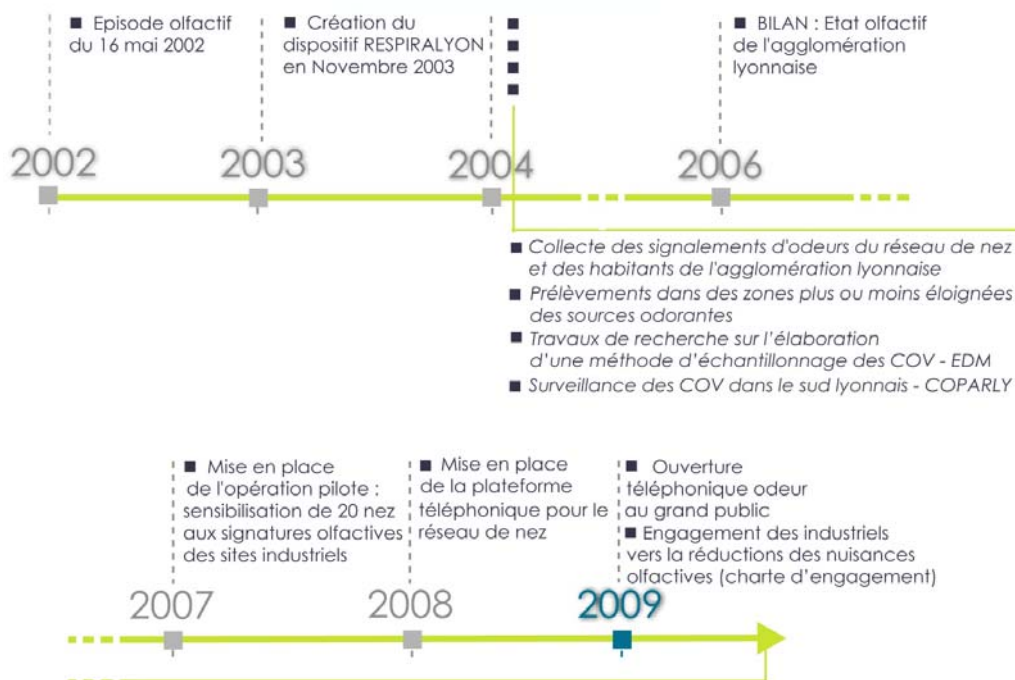 ■ Episode olfactif
du 16 mai 2002
■ Création du
dispositif RESPIRALYON
en Novembre 2003
■ BILAN : Etat olfactif
de l'agglomération
lyonnaise
2002
2003
2004
2006
■ Collecte des signalements d'odeurs du réseau de nez
et des habitants de l'agglomération lyonnaise
■ Prélèvements dans des zones plus ou moins éloignées
des sources odorantes
■ Travaux de recherche sur l'élaboration
d'une méthode d'échantillonnage des COV - EDM
■ Surveillance des COV dans le sud lyonnais - COPARLY
■ Mise en place
de l'opération pilote :
sensibilisation de 20 nez
aux signatures olfactives
des sites industriels
■ Mise en place
de la plateforme
téléphonique pour le
réseau de nez
■ Ouverture
téléphonique odeur
au grand public
■ Engagement des industriels
vers la réductions des nuisances
olfactives (charte d'engagement)
2007
2008
2009